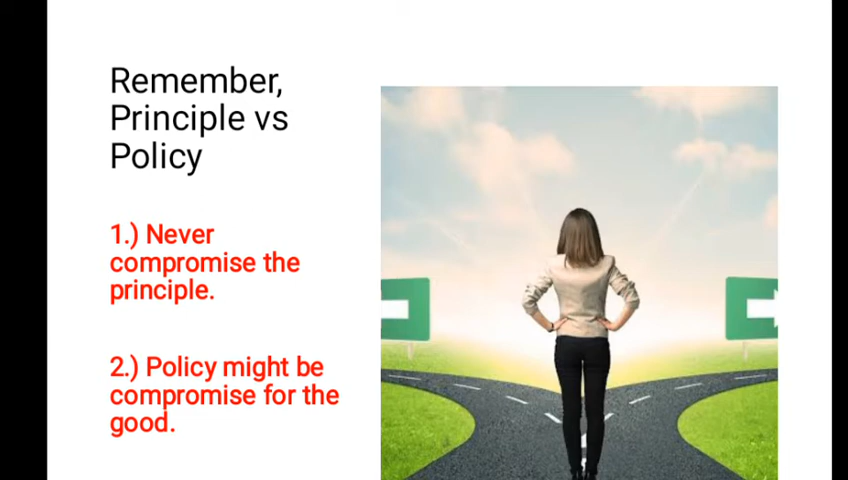 Remember,
Principle vs
Policy
1.) Never
compromise the
principle.
2.) Policy might be
compromise for the
good.